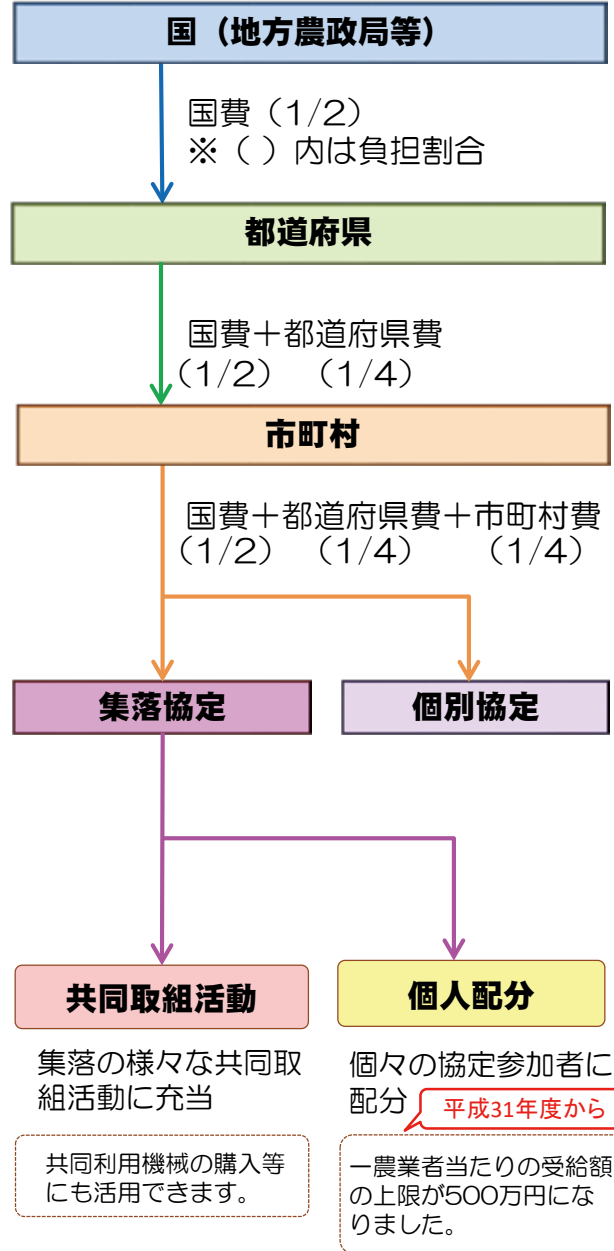 国（地方農政局等）
国費（1/2）
※（ ）内は負担割合
都道府県
国費＋都道府県費
（1/2）　（1/4）
市町村
国費＋都道府県費＋市町村費
（1/2）　（1/4）　　（1/4）
集落協定
個別協定
共同取組活動
個人配分
集落の様々な共同取
組活動に充当
個々の協定参加者に
配分
平成31年度から
共同利用機械の購入等
にも活用できます。
一農業者当たりの受給額
の上限が500万円にな
りました。